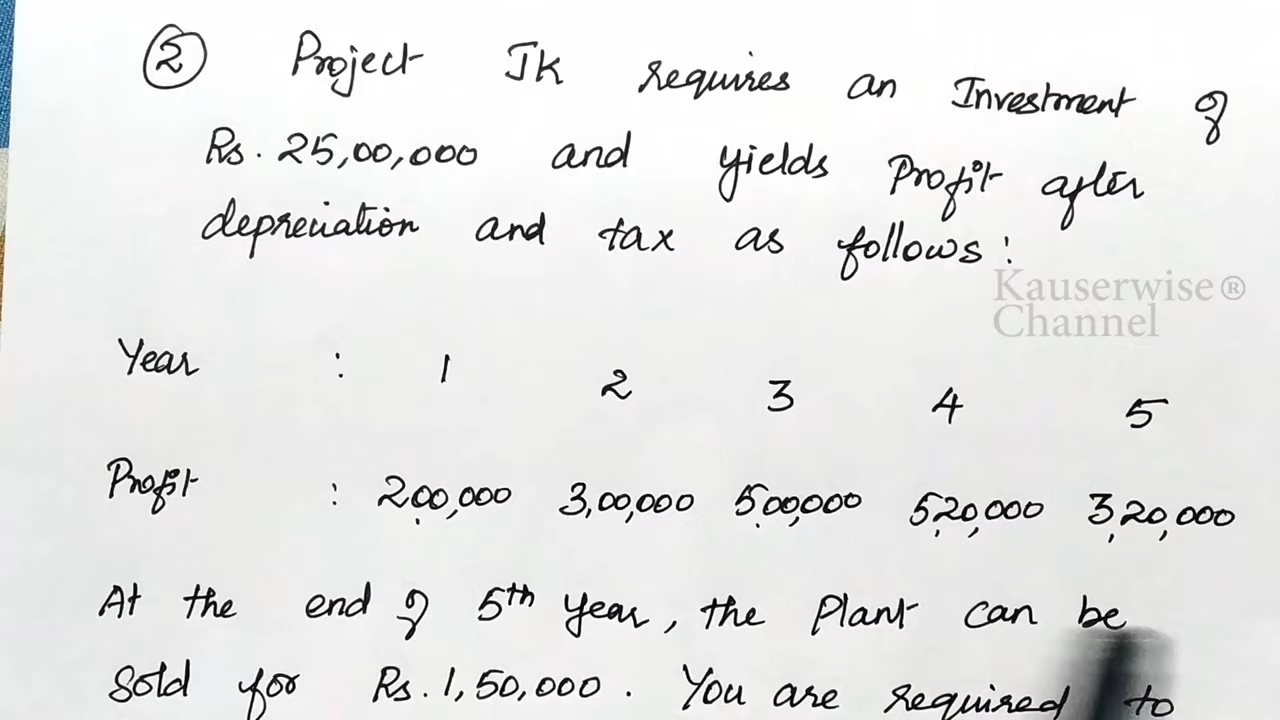 2 Project JK requires an Investment of
Rs. 25,00,000 and yields Profit after
depreciation and tax as follows:
Kauserwise®
Channel
Year : 1 2 3 4 5
Profit : 2,00,000 3,00,000 5,00,000 5,20,000 3,20,000
At the end of 5th Year, the Plant can be
Sold for Rs. 1,50,000. You are required to